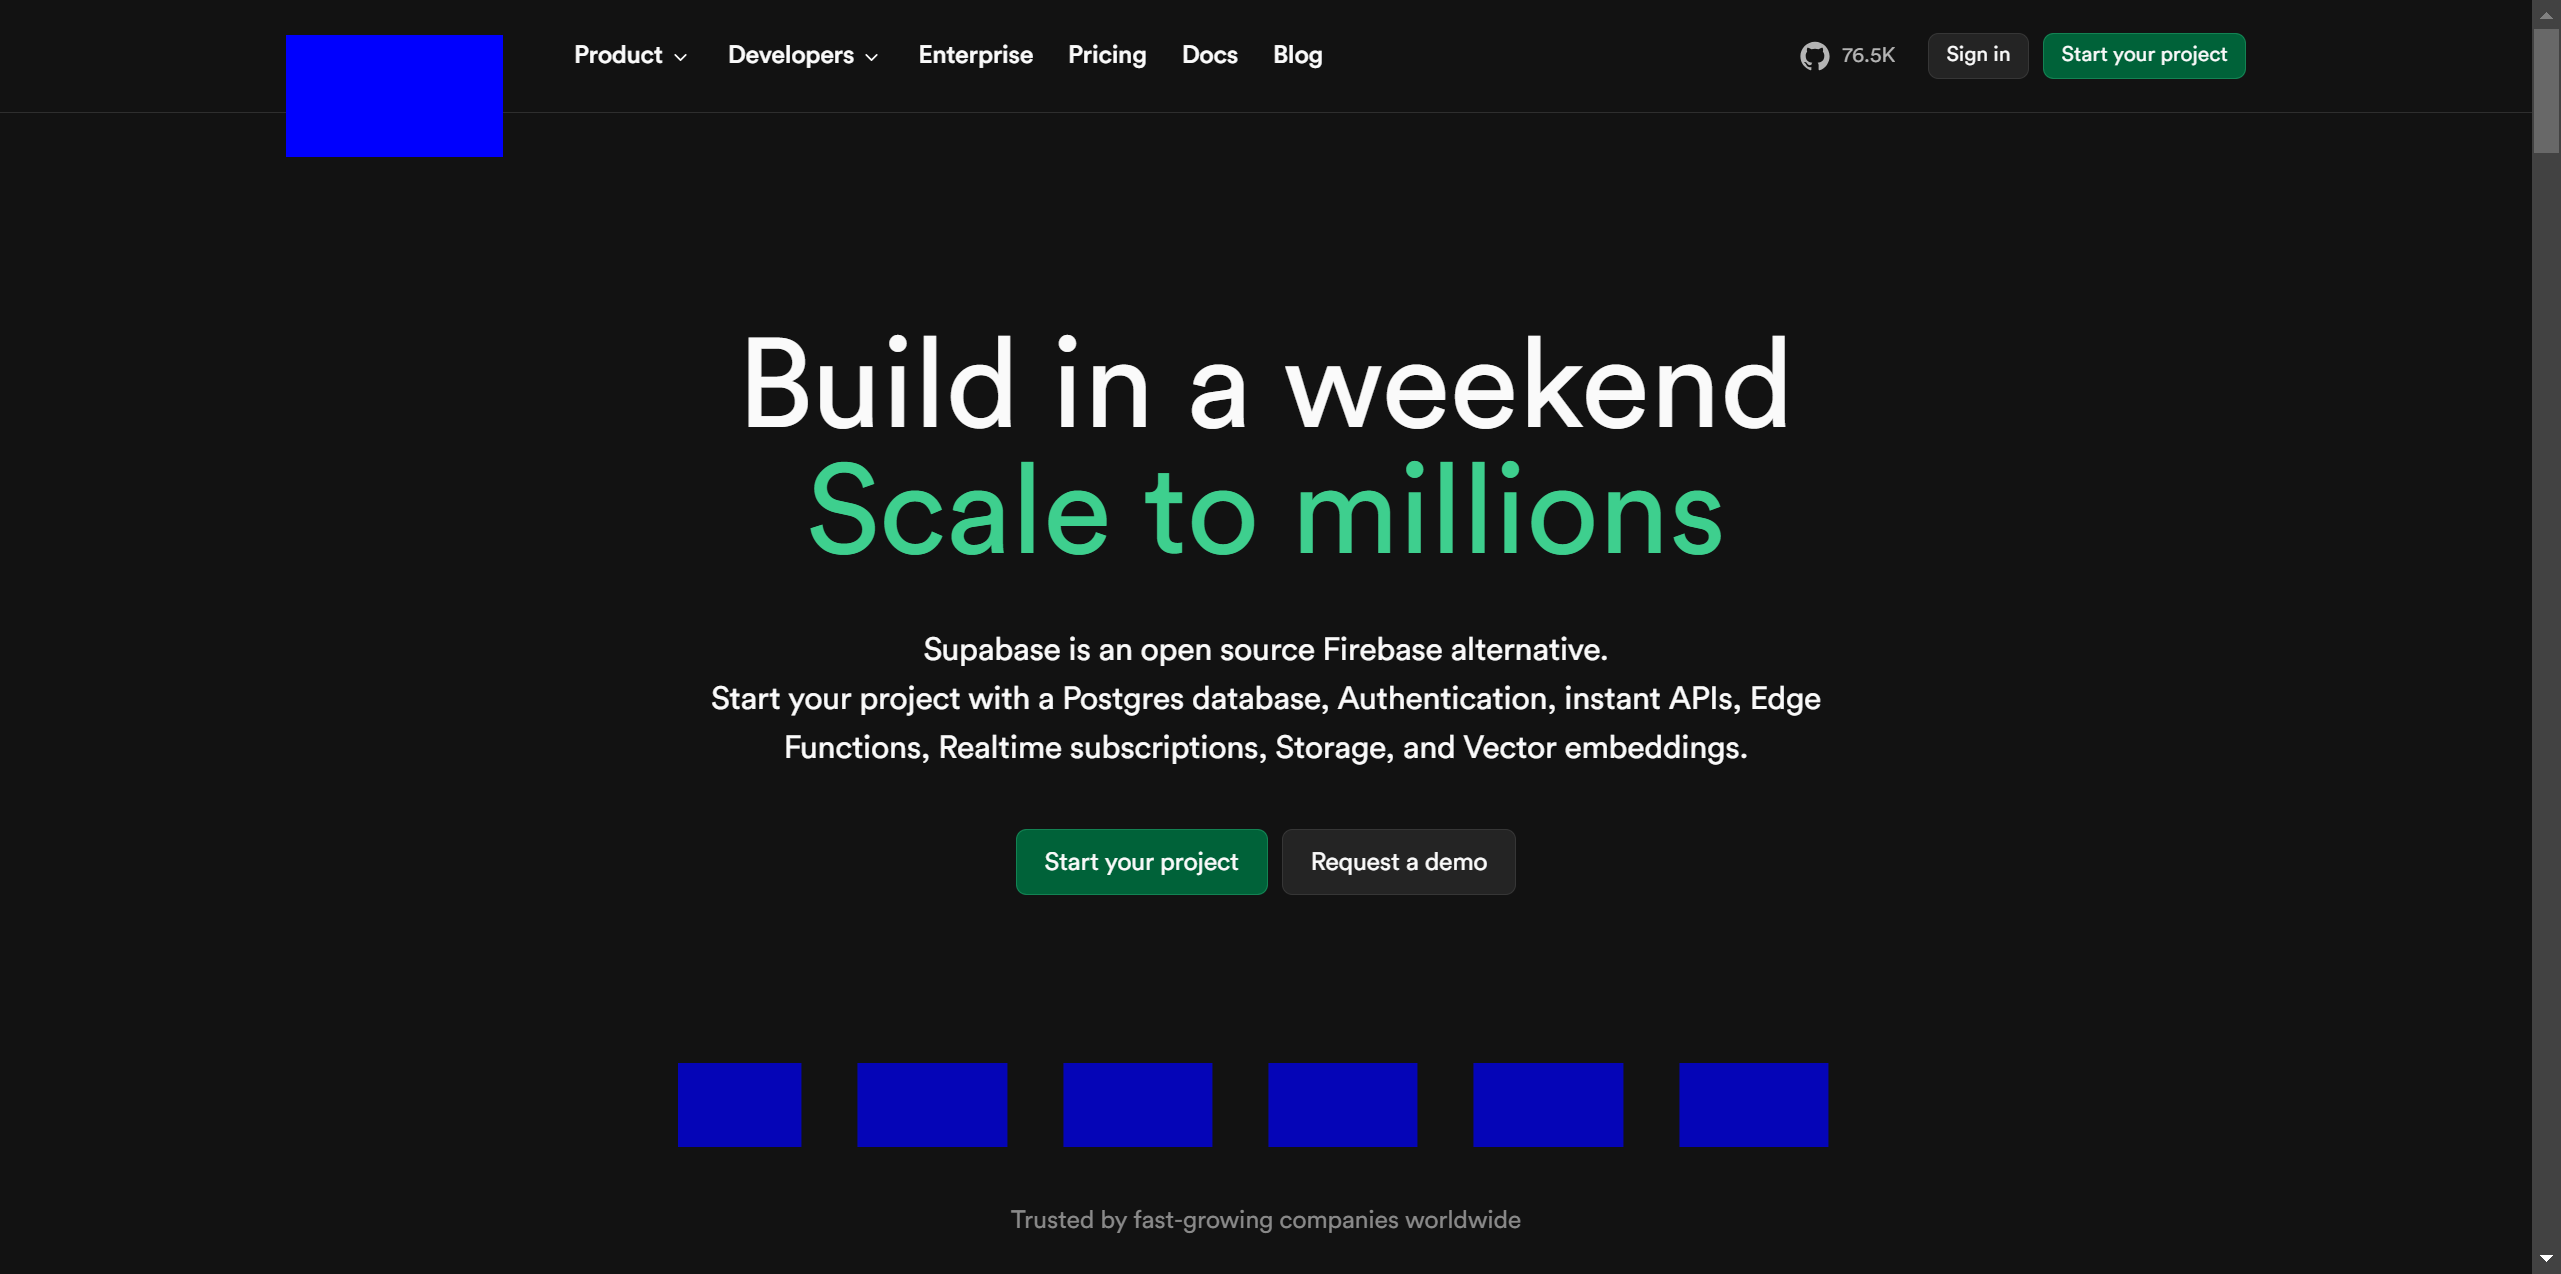 Product
Developers
Enterprise
Pricing
Docs
Blog
76.5K
Sign in
Start your project
Build in a weekend
Scale to millions
Supabase is an open source Firebase alternative.
Start your project with a Postgres database, Authentication, instant APIs, Edge
Functions, Realtime subscriptions, Storage, and Vector embeddings.
Start your project
Request a demo
Trusted by fast-growing companies worldwide